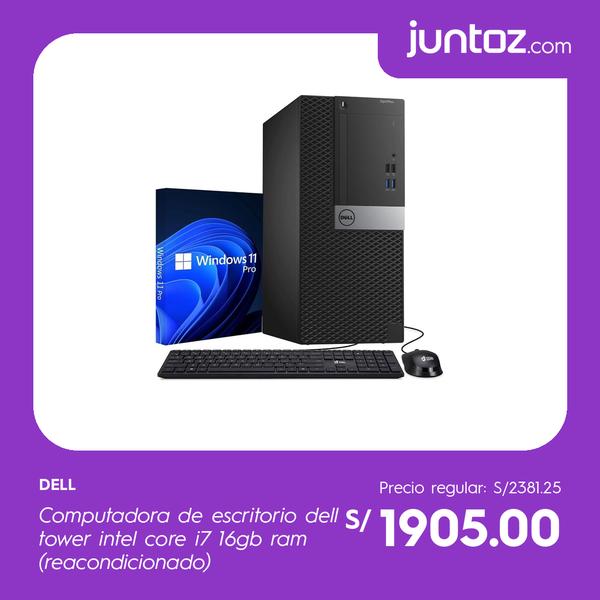 juntoz.com
OptiPlex
DELL
Windows 11
Pro
Windows 11 Pro
DELL
Precio regular: S/2381.25
Computadora de escritorio dell
tower intel core i7 16gb ram
(reacondicionado)
S/ 1905.00